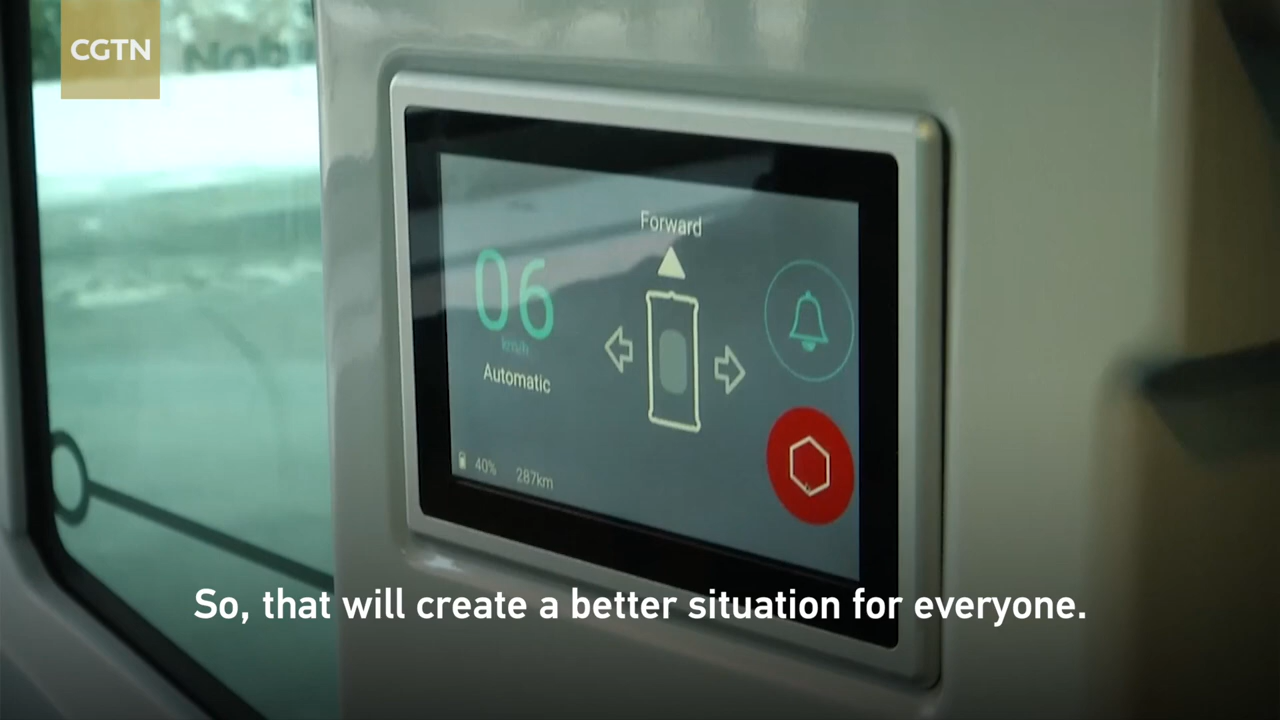 CGTN
Forward
06
km/h
Automatic
40% 287km
So, that will create a better situation for everyone.